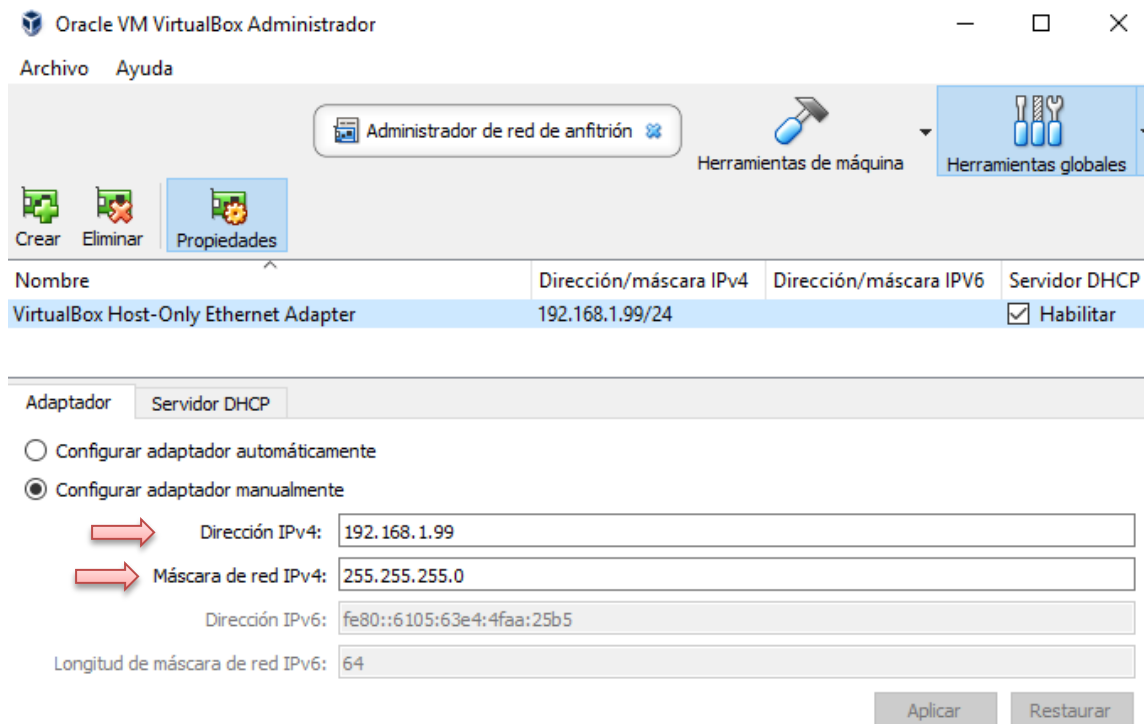 Oracle VM VirtualBox Administrador
Archivo Ayuda
Administrador de red de anfitrión
Herramientas de máquina
Herramientas globales
Crear Eliminar Propiedades
Nombre Dirección/máscara IPv4 Dirección/máscara IPV6 Servidor DHCP
VirtualBox Host-Only Ethernet Adapter 192.168.1.99/24 Habilitar
Adaptador Servidor DHCP
Configurar adaptador automáticamente
Configurar adaptador manualmente
Dirección IPv4: 192.168.1.99
Máscara de red IPv4: 255.255.255.0
Dirección IPv6: fe80::6105:63e4:4faa:25b5
Longitud de máscara de red IPv6: 64
Aplicar Restaurar